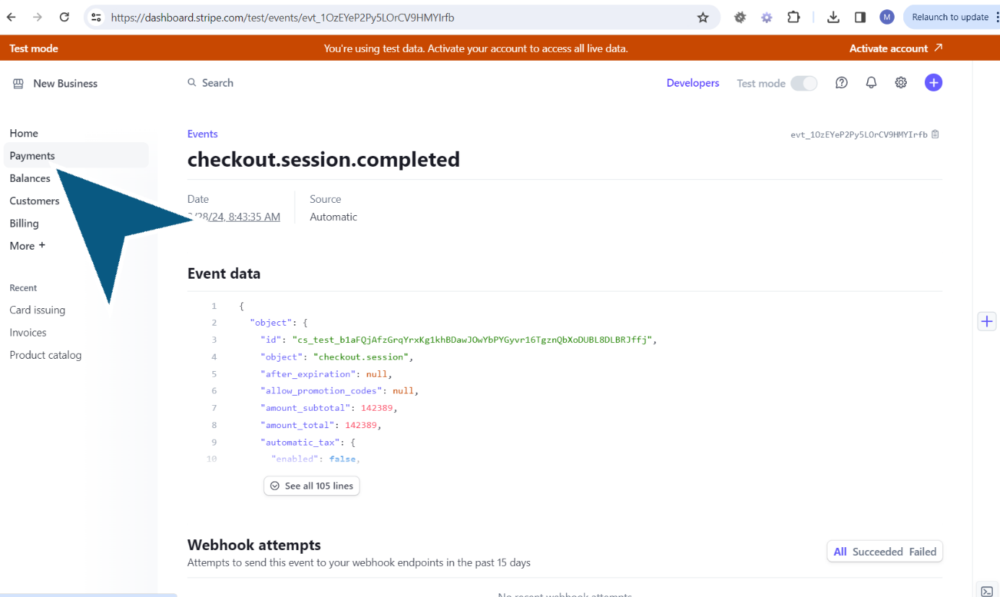 https://dashboard.stripe.com/test/events/evt_1OzEYeP2Py5LOrCV9HMYIrfb
M
Relaunch to update
Test mode
You're using test data. Activate your account to access all live data.
Activate account
New Business
Search
Developers
Test mode
Home
Payments
Balances
Customers
Billing
More +
Recent
Card issuing
Invoices
Product catalog
Events
evt_1OzEYeP2Py5LOrCV9HMYIrfb
checkout.session.completed
Date
Source
/28/24, 8:43:35 AM
Automatic
Event data
1 {
2 "object": {
3 "id": "cs_test_b1aFQjAfzGrqYrxKg1khBDawJOwYbPYGyvr16TgznQbXoDUBL8DLBRJffj",
4 "object": "checkout.session",
5 "after_expiration": null,
6 "allow_promotion_codes": null,
7 "amount_subtotal": 142389,
8 "amount_total": 142389,
9 "automatic_tax": {
10 "enabled": false,
See all 105 lines
Webhook attempts
Attempts to send this event to your webhook endpoints in the past 15 days
All Succeeded Failed
No recent webhook attempts